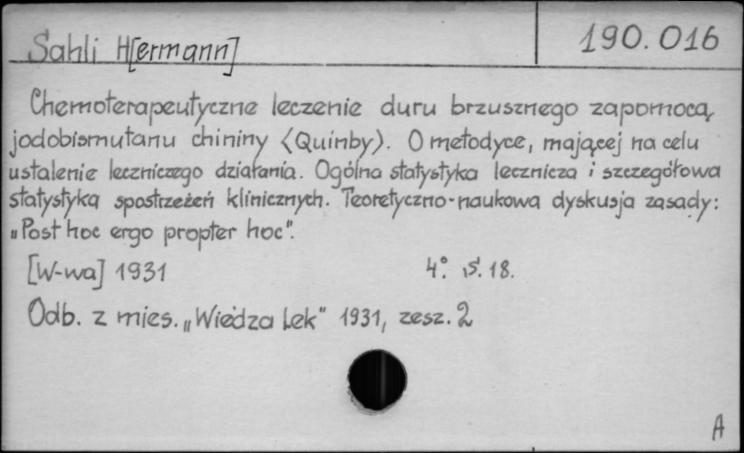 Sahli H[ermann]
190.016
Chemoterapeutyczne leczenie duru brzusznego zapomocą
jodobismutanu chininy <Quinby>. O metodyce, mającej na celu
ustalenie leczniczego działania. Ogólna statystyka lecznicza i szczegółowa
statystyka spostrzeżeń klinicznych. Teoretyczno-naukowa dyskusja zasady:
"Post hoc ergo propter hoc".
[W-wa] 1931 4° s. 18.
Odb. z mies. "Wiedza Lek" 1931, zesz. 2
A